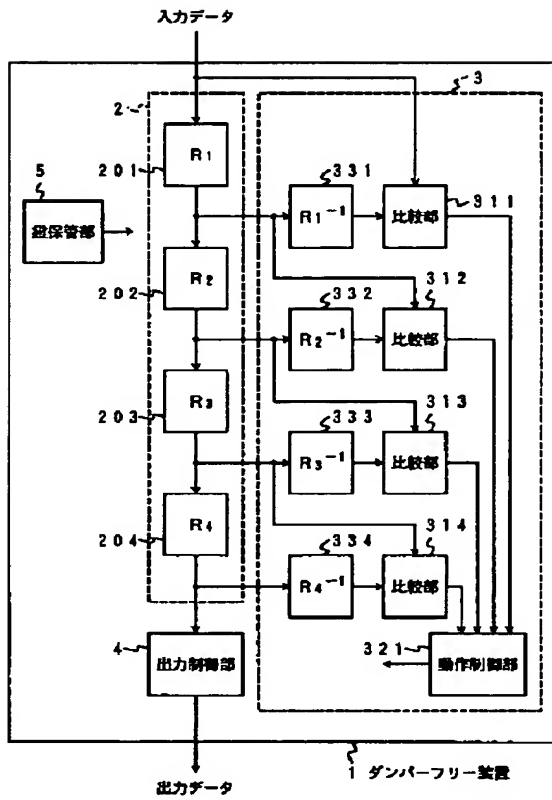 入力データ
3
2
R1
201
331
R1-1
比較部
311
5
鍵保管部
202
R2
332
R2-1
312
比較部
203
R3
333
R3-1
313
比較部
204
R4
334
R4-1
314
比較部
4
出力制御部
321
動作制御部
出力データ
1 ダンパーフリー装置